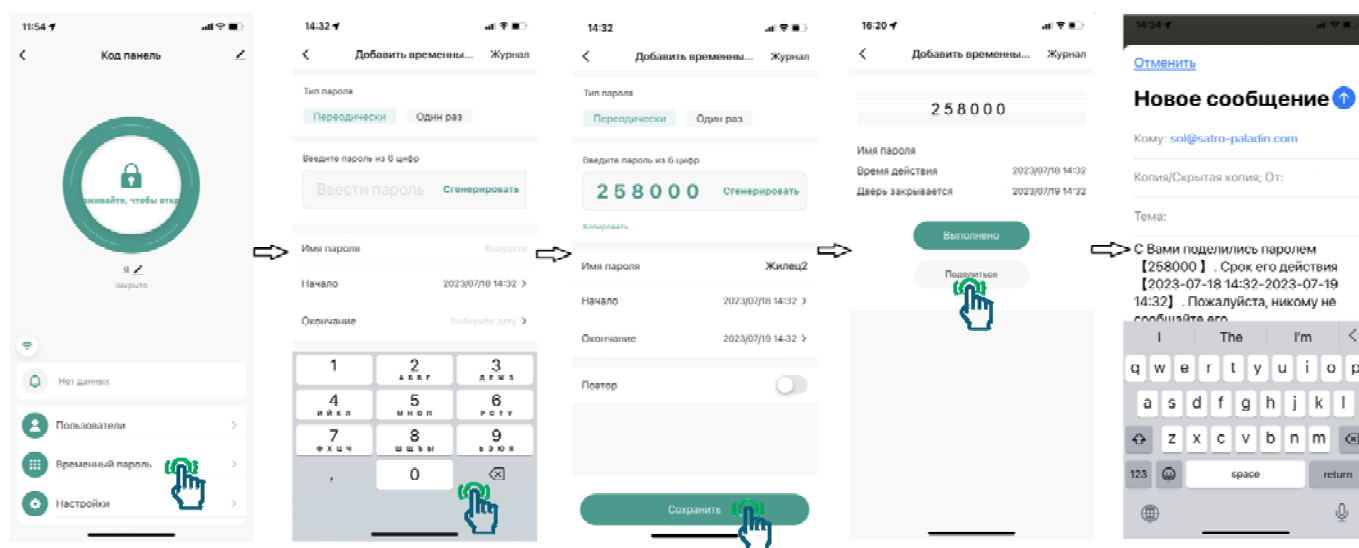 11:54
Код панель
живайте, чтобы откр
Я
Закрыто
Нет данных
Пользователи
Временный пароль
Настройки
14:32
Добавить временны... Журнал
Тип пароля
Переодически Один раз
Введите пароль из 6 цифр
Ввести пароль Сгенерировать
Имя пароля Введите
Начало 2023/07/18 14:32
Окончание Выберите дату
1 2 3
А Б В Г Д Е Ж З
4 5 6
И Й К Л М Н О П Р С Т У
7 8 9
Ф Х Ц Ч Ш Щ Ъ Ы Ь Э Ю Я
, 0
14:32
Добавить временны... Журнал
Тип пароля
Переодически Один раз
Введите пароль из 6 цифр
258000 Сгенерировать
Копировать
Имя пароля Жилец2
Начало 2023/07/18 14:32
Окончание 2023/07/19 14:32
Повтор
Сохранить
16:20
Добавить временны... Журнал
258000
Имя пароля
Время действия 2023/07/18 14:32
Дверь закрывается 2023/07/19 14:32
Выполнено
Поделиться
14:34
Отменить
Новое сообщение
Кому: sol@satro-paladin.com
Копия/Скрытая копия; От:
Тема:
С Вами поделились паролем
【258000】. Срок его действия
【2023-07-18 14:32-2023-07-19
14:32】. Пожалуйста, никому не
сообщайте его
I The I'm
q w e r t y u i o p
a s d f g h j k l
z x c v b n m
123 space return